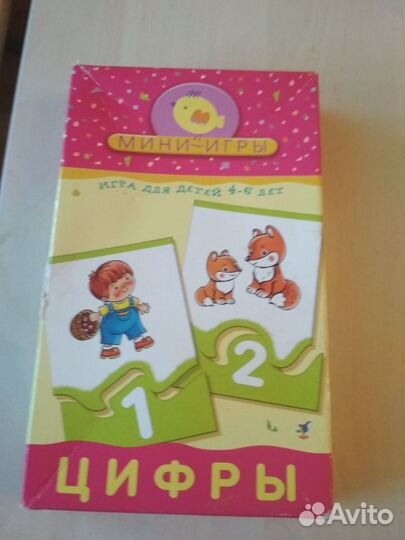 МИНИ-ИГРЫ
ИГРА ДЛЯ ДЕТЕЙ 4-6 ЛЕТ
1
2
ЦИФРЫ
Avito